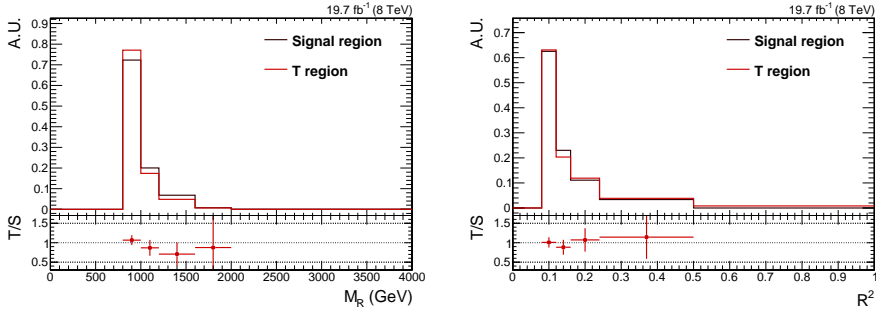 19.7 fb⁻¹ (8 TeV)
A.U.
0.9
0.8
0.7
0.6
0.5
0.4
0.3
0.2
0.1
0
Signal region
T region
T/S
1.5
1
0.5
0 500 1000 1500 2000 2500 3000 3500 4000
M_R (GeV)
19.7 fb⁻¹ (8 TeV)
A.U.
0.7
0.6
0.5
0.4
0.3
0.2
0.1
0
Signal region
T region
T/S
1.5
1
0.5
0 0.1 0.2 0.3 0.4 0.5 0.6 0.7 0.8 0.9 1
R²